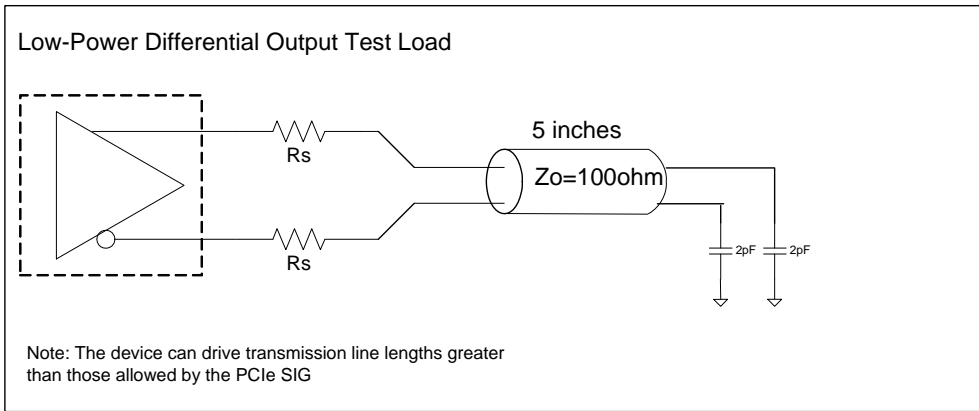 Low-Power Differential Output Test Load
Rs
5 inches
Zo=100ohm
Rs
2pF
2pF
Note: The device can drive transmission line lengths greater
than those allowed by the PCIe SIG